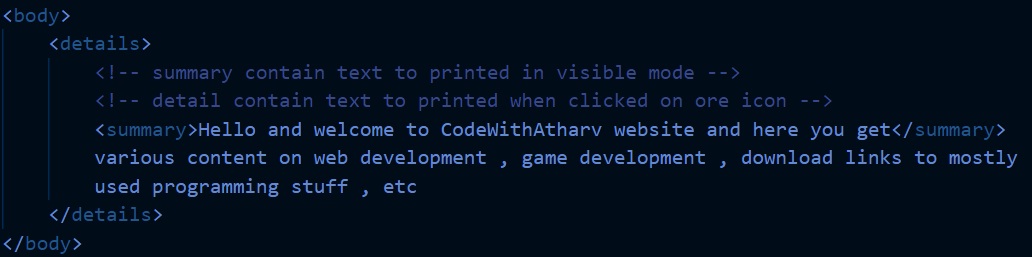 <body>
<details>
<!-- summary contain text to printed in visible mode -->
<!-- detail contain text to printed when clicked on ore icon -->
<summary>Hello and welcome to CodeWithAtharv website and here you get</summary>
various content on web development , game development , download links to mostly
used programming stuff , etc
</details>
</body>